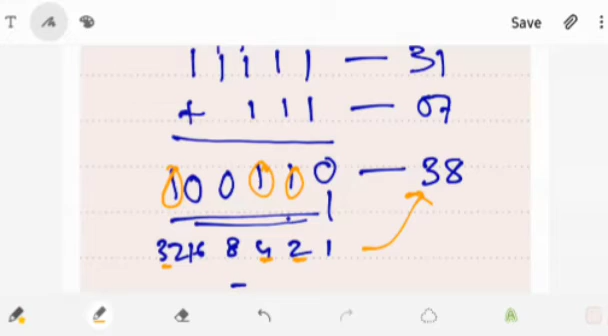 T Save
11111 — 31
+ 111 — 07
100110 — 38
1
32 16 8 4 2 1